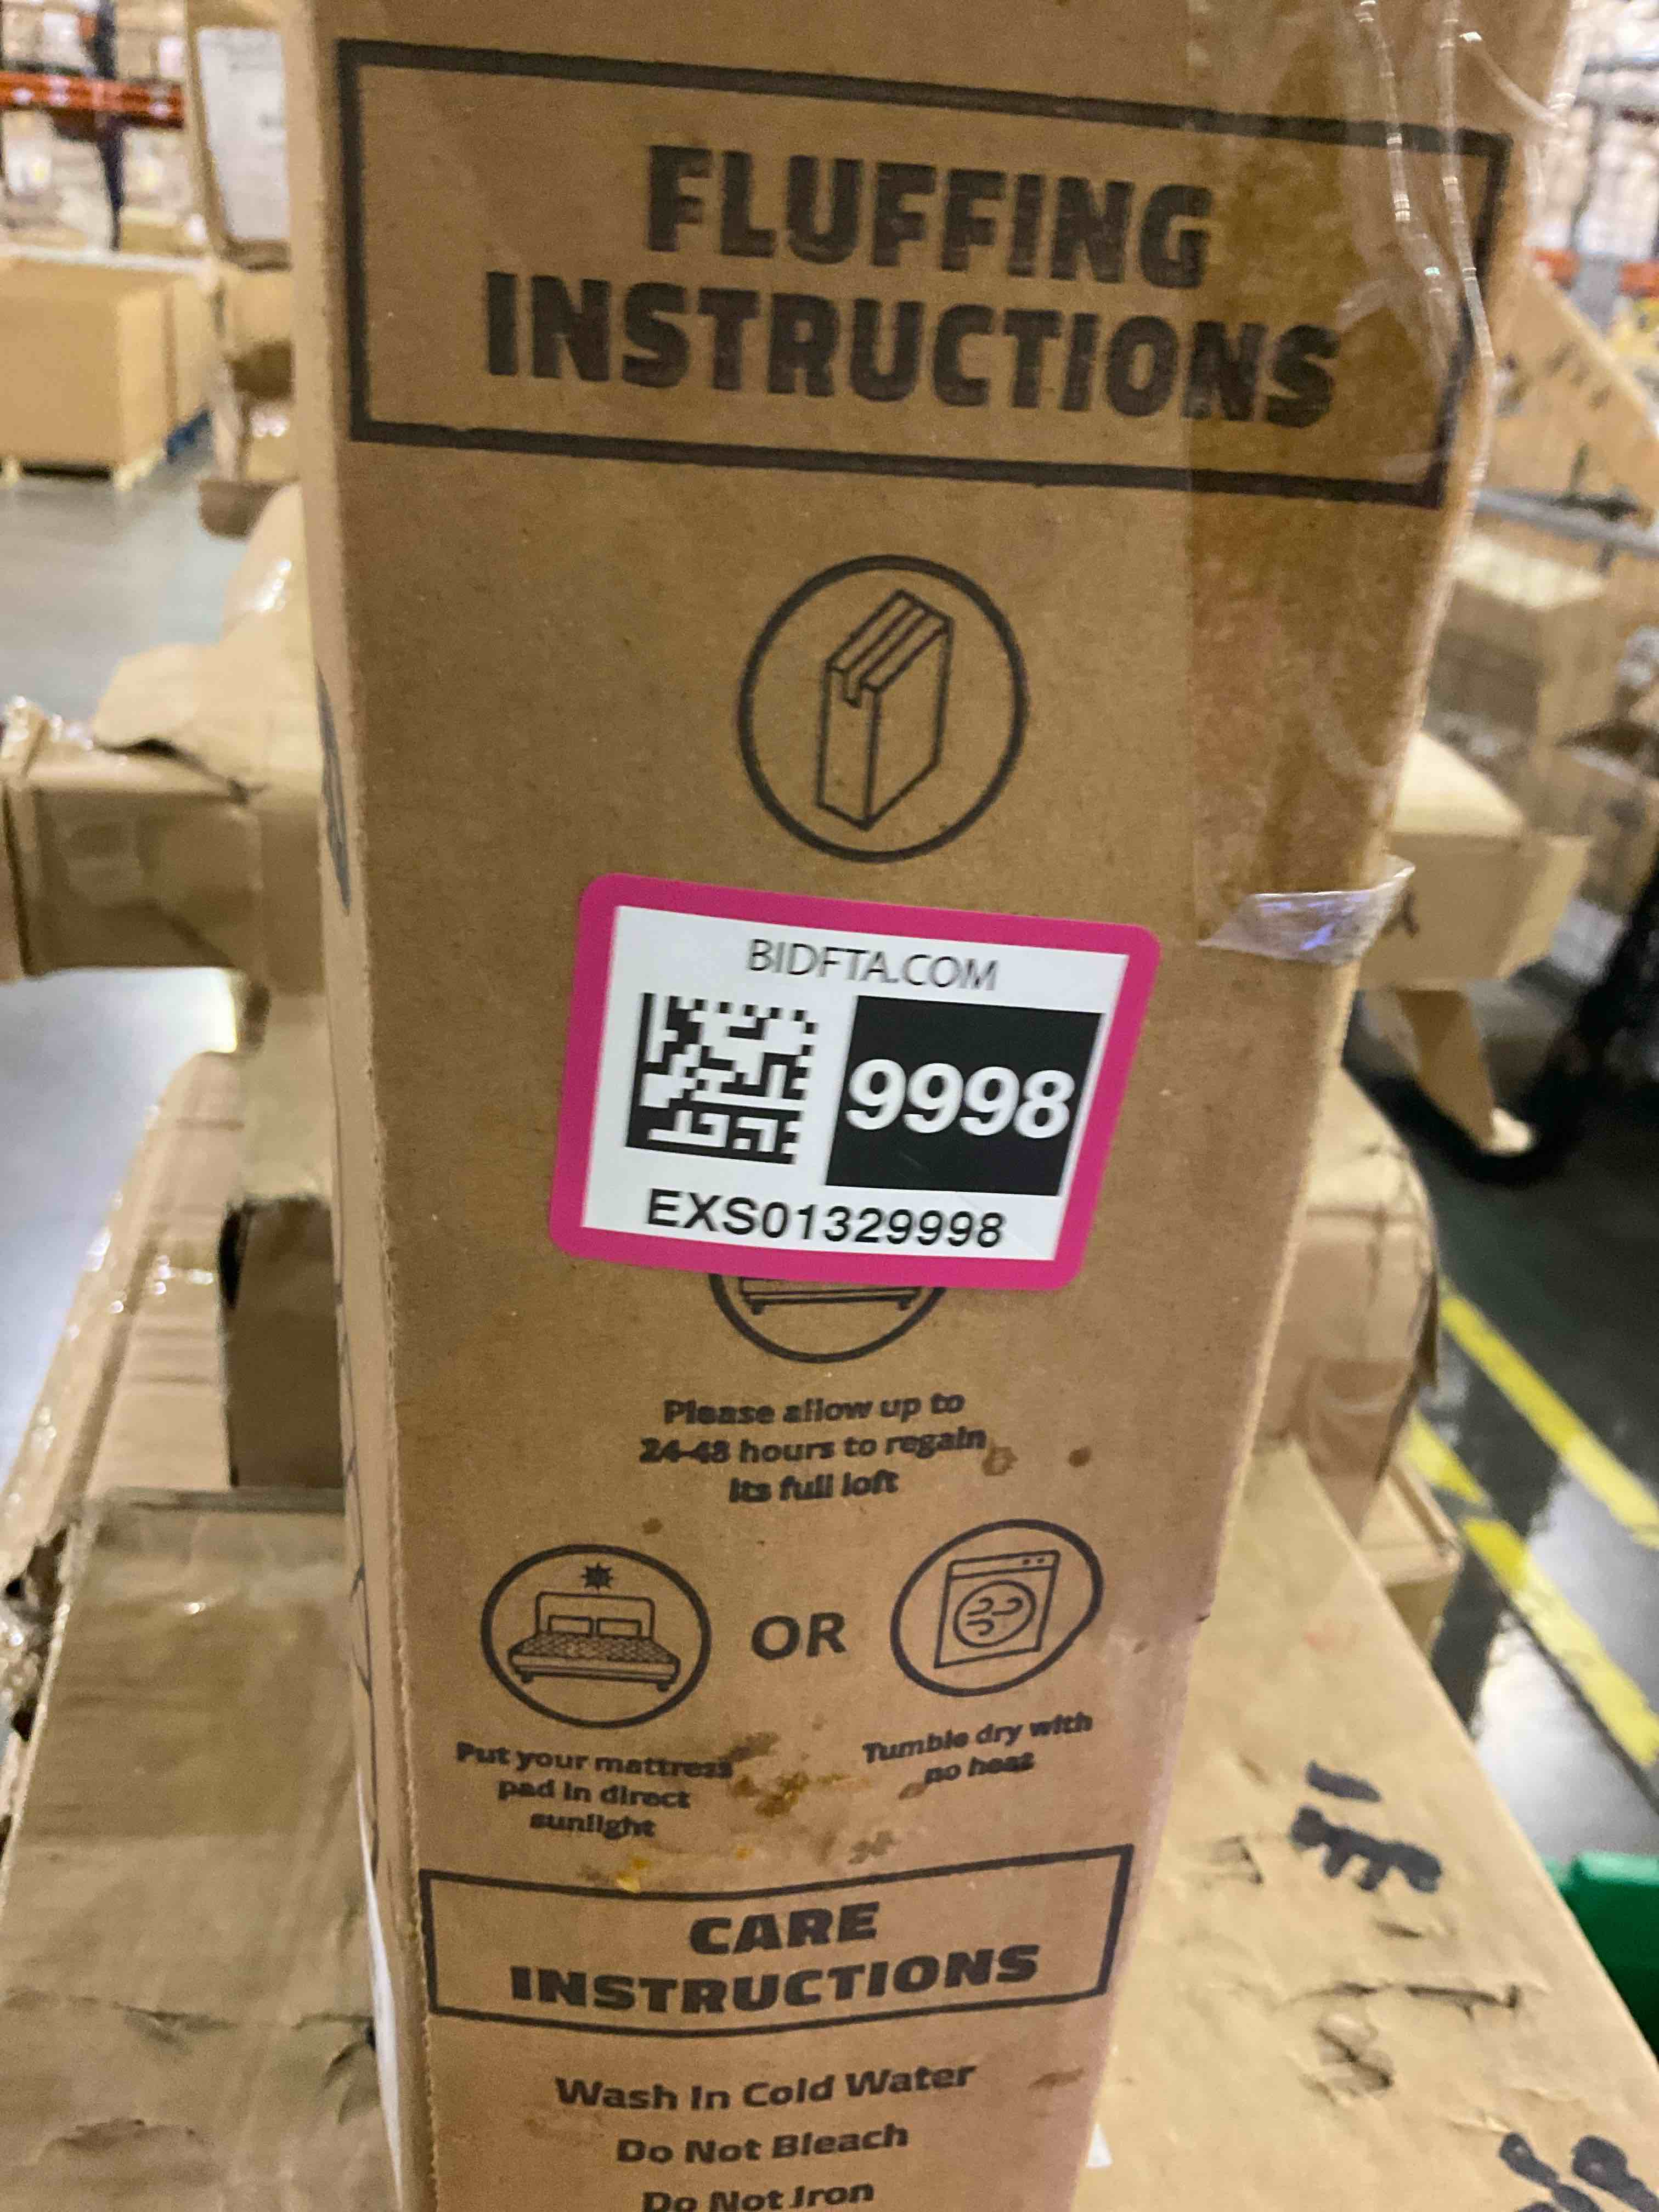 FLUFFING
INSTRUCTIONS
BIDFTA.COM
9998
EXS01329998
Please allow up to
24-48 hours to regain
its full loft
OR
Put your mattress
pad in direct
sunlight
Tumble dry with
no heat
CARE
INSTRUCTIONS
Wash In Cold Water
Do Not Bleach
Do Not Iron